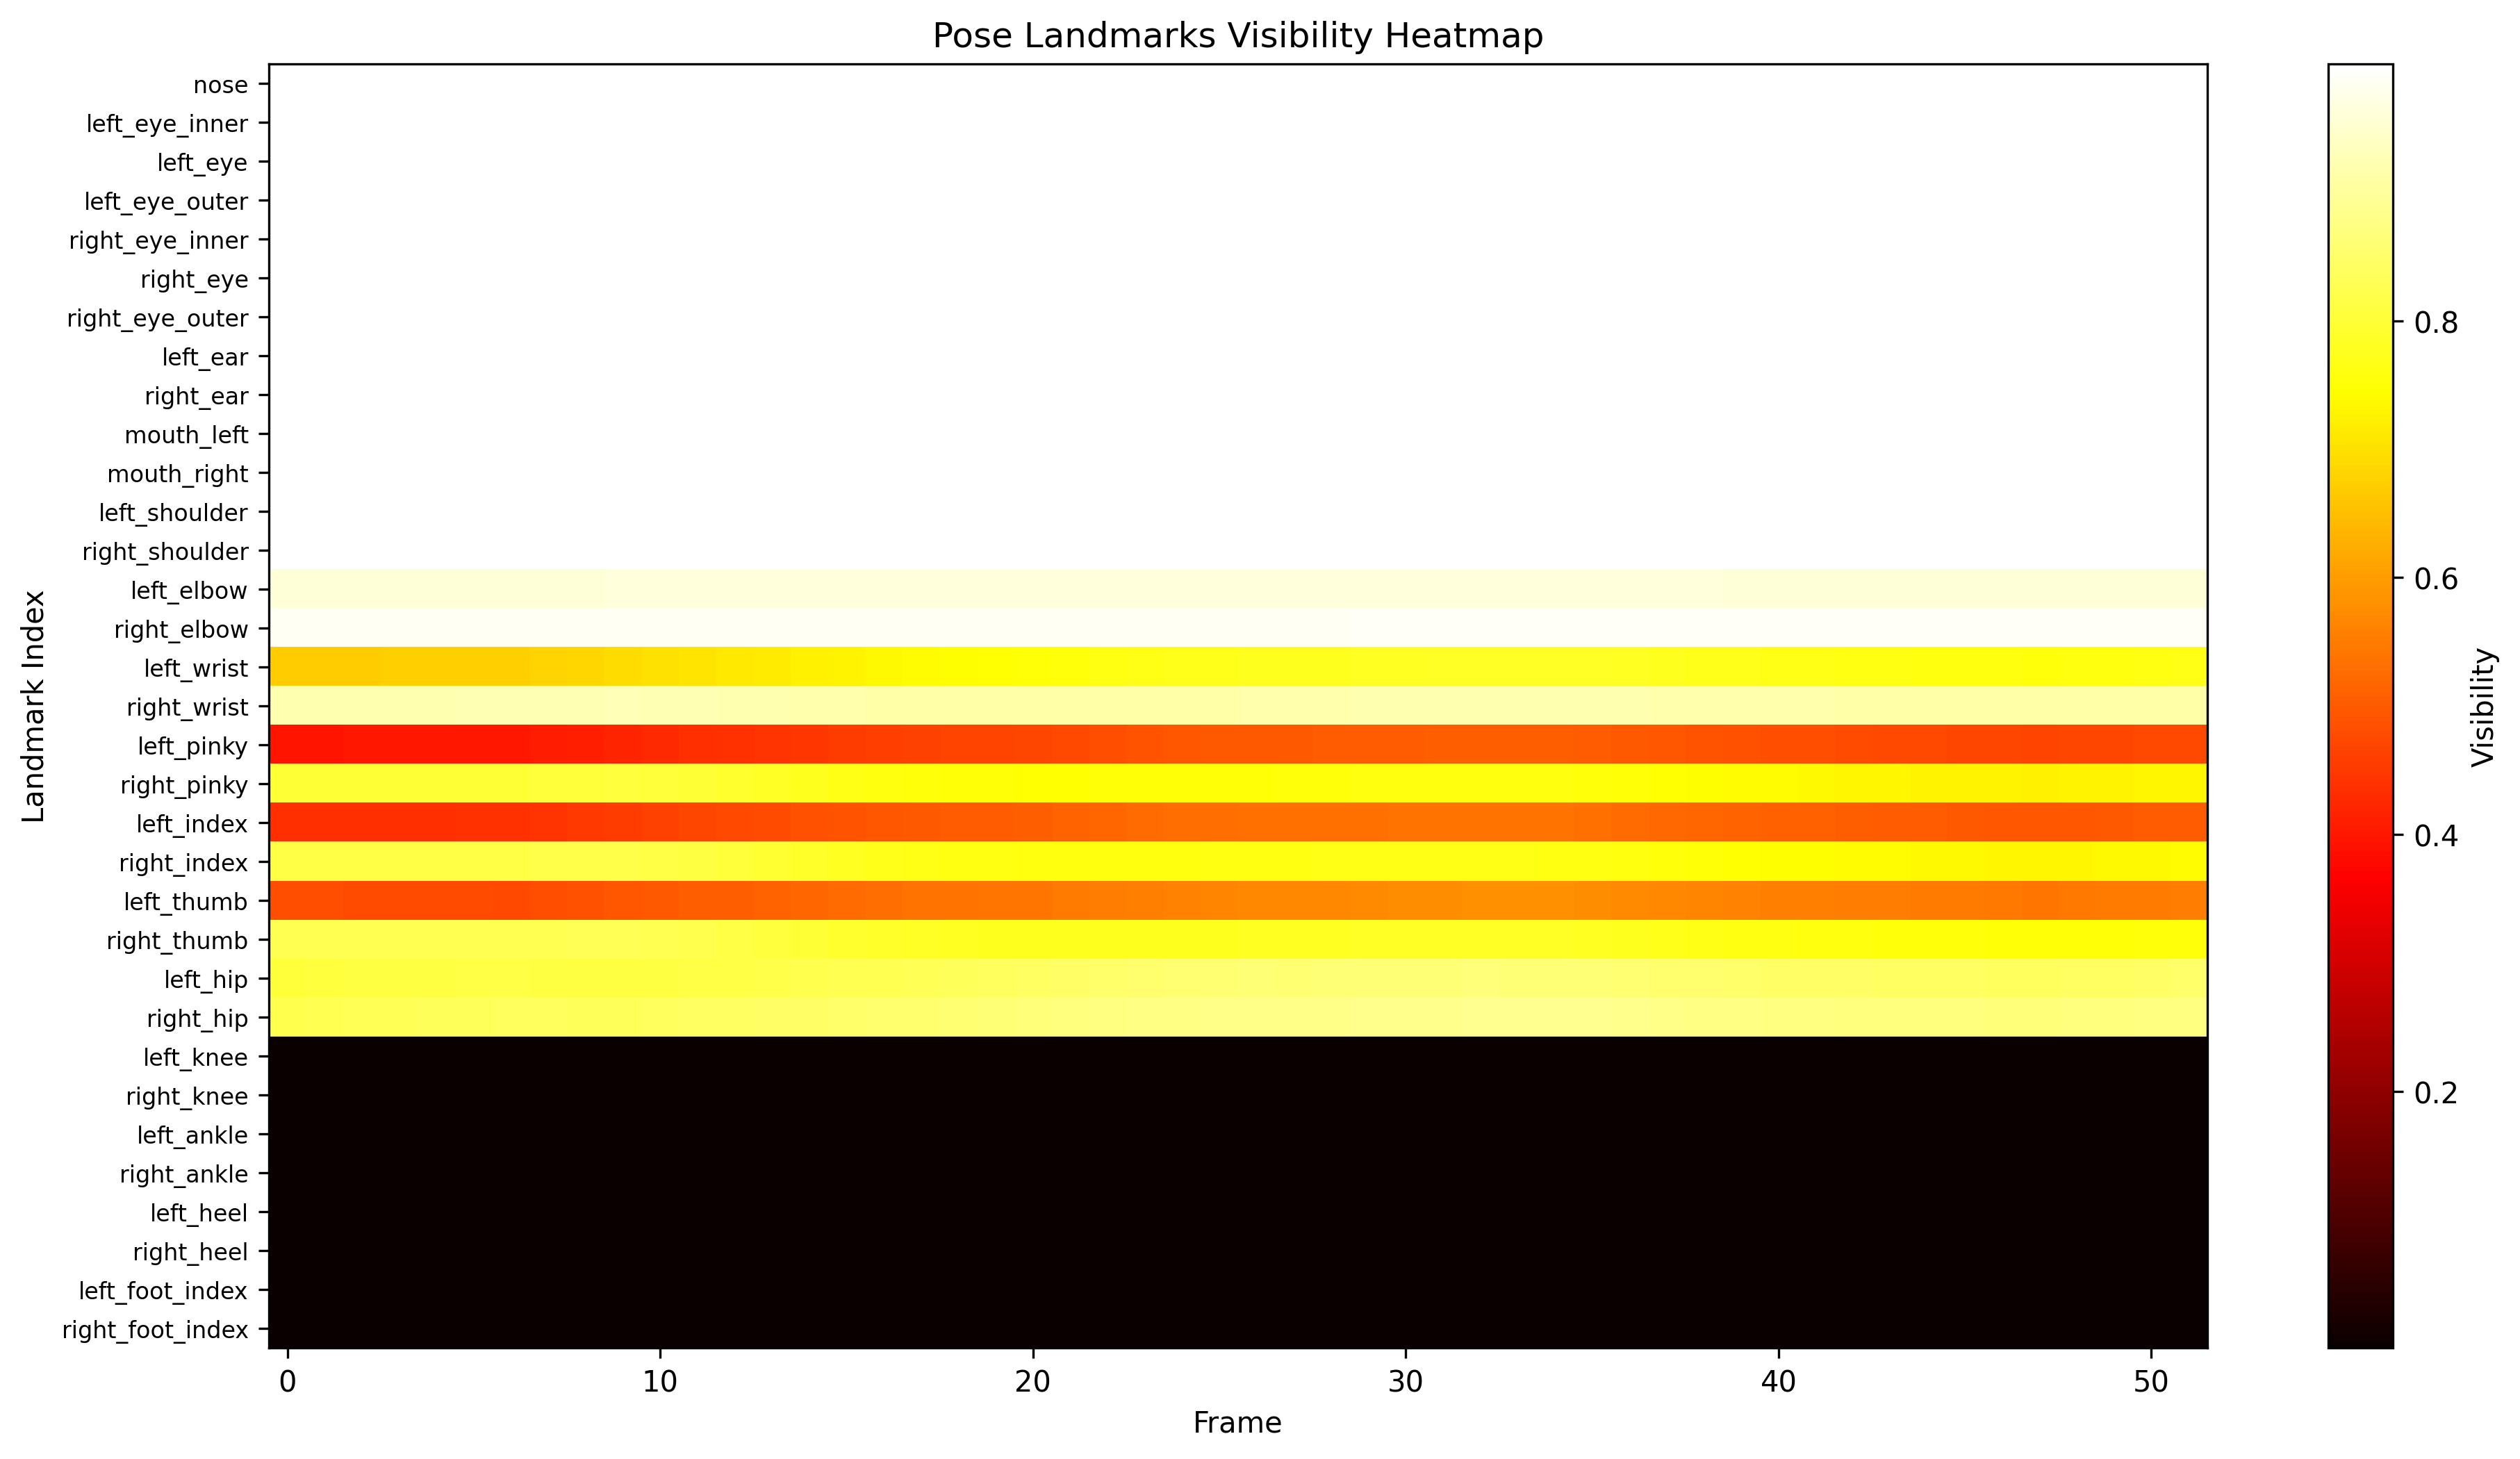 Pose Landmarks Visibility Heatmap
nose
left_eye_inner
left_eye
left_eye_outer
right_eye_inner
right_eye
right_eye_outer
left_ear
right_ear
mouth_left
mouth_right
left_shoulder
right_shoulder
left_elbow
right_elbow
left_wrist
right_wrist
left_pinky
right_pinky
left_index
right_index
left_thumb
right_thumb
left_hip
right_hip
left_knee
right_knee
left_ankle
right_ankle
left_heel
right_heel
left_foot_index
right_foot_index
Landmark Index
0 10 20 30 40 50
Frame
0.8
0.6
0.4
0.2
Visibility